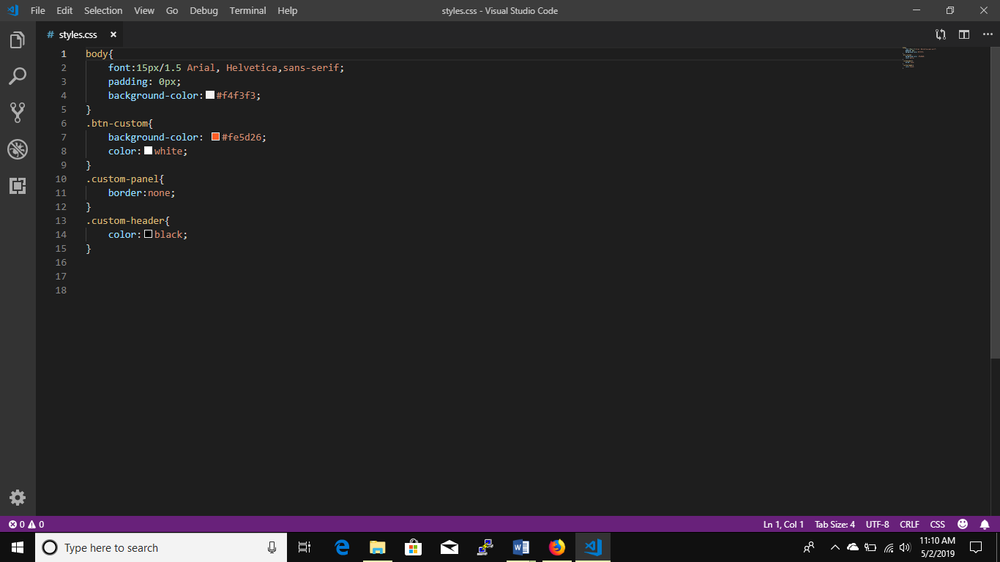 File Edit Selection View Go Debug Terminal Help styles.css - Visual Studio Code
# styles.css ×
1 body{
2 font:15px/1.5 Arial, Helvetica,sans-serif;
3 padding: 0px;
4 background-color: #f4f3f3;
5 }
6 .btn-custom{
7 background-color: #fe5d26;
8 color: white;
9 }
10 .custom-panel{
11 border:none;
12 }
13 .custom-header{
14 color: black;
15 }
16
17
18
0 0 Ln 1, Col 1 Tab Size: 4 UTF-8 CRLF CSS
Type here to search
11:10 AM
5/2/2019